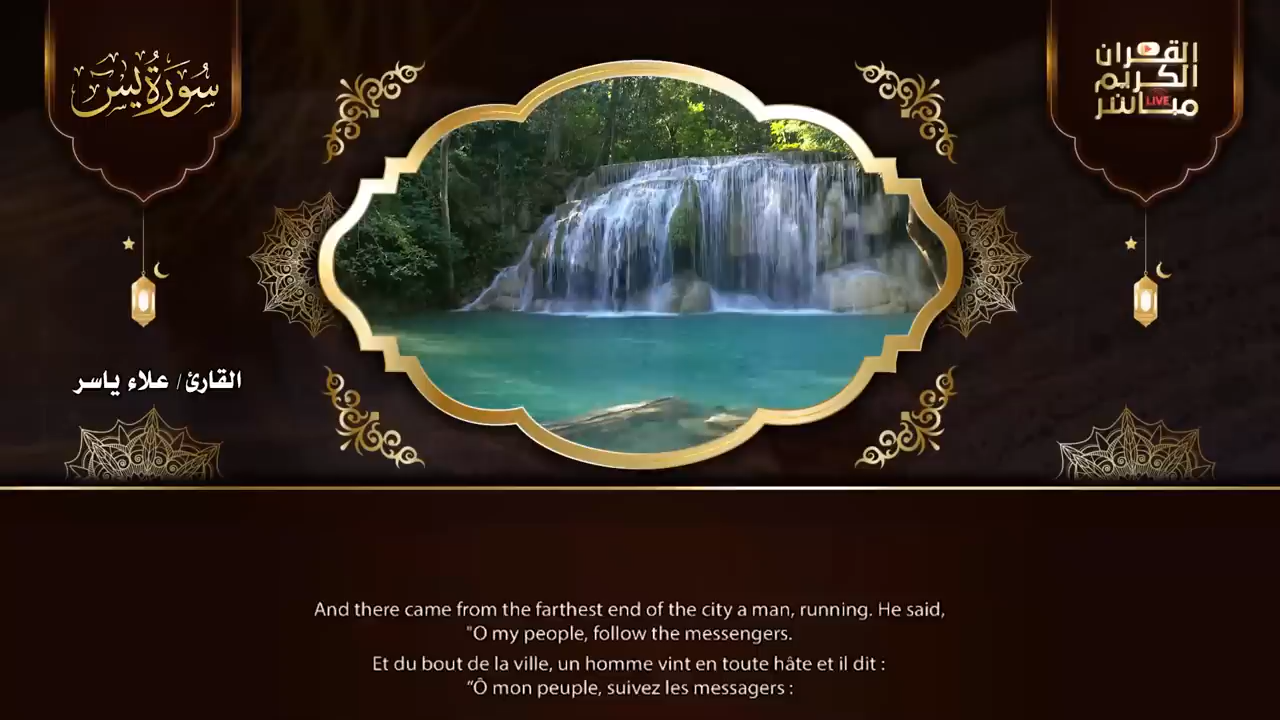 سُورَةُ يسٓ
القرآن
الكريم
LIVE
مباشر
القارئ/ علاء ياسر
And there came from the farthest end of the city a man, running. He said,
"O my people, follow the messengers.
Et du bout de la ville, un homme vint en toute hâte et il dit :
“Ô mon peuple, suivez les messagers :